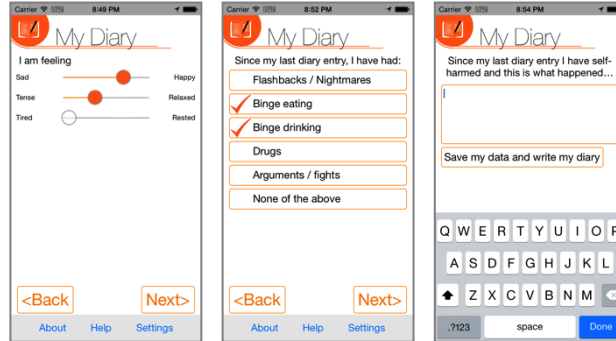 Carrier VPN 8:49 PM
My Diary
I am feeling
Sad Happy
Tense Relaxed
Tired Rested
<Back Next>
About Help Settings
Carrier VPN 8:52 PM
My Diary
Since my last diary entry, I have had:
Flashbacks / Nightmares
Binge eating
Binge drinking
Drugs
Arguments / fights
None of the above
<Back Next>
About Help Settings
Carrier VPN 8:54 PM
My Diary
Since my last diary entry I have self-
harmed and this is what happened...
Save my data and write my diary
Q W E R T Y U I O P
A S D F G H J K L
Z X C V B N M
.?123 space Done